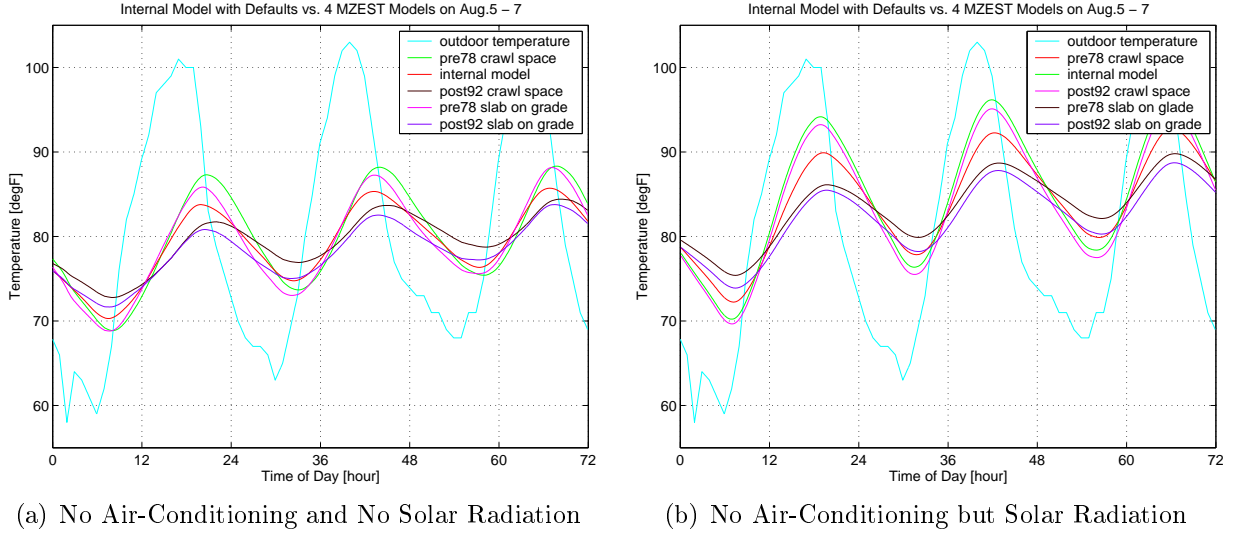 Internal Model with Defaults vs. 4 MZEST Models on Aug.5 – 7
outdoor temperature
pre78 crawl space
internal model
post92 crawl space
pre78 slab on grade
post92 slab on grade
100
90
80
70
60
Temperature [degF]
0 12 24 36 48 60 72
Time of Day [hour]
(a) No Air-Conditioning and No Solar Radiation
Internal Model with Defaults vs. 4 MZEST Models on Aug.5 – 7
outdoor temperature
pre78 crawl space
internal model
post92 crawl space
pre78 slab on glade
post92 slab on grade
100
90
80
70
60
Temperature [degF]
0 12 24 36 48 60 72
Time of Day [hour]
(b) No Air-Conditioning but Solar Radiation